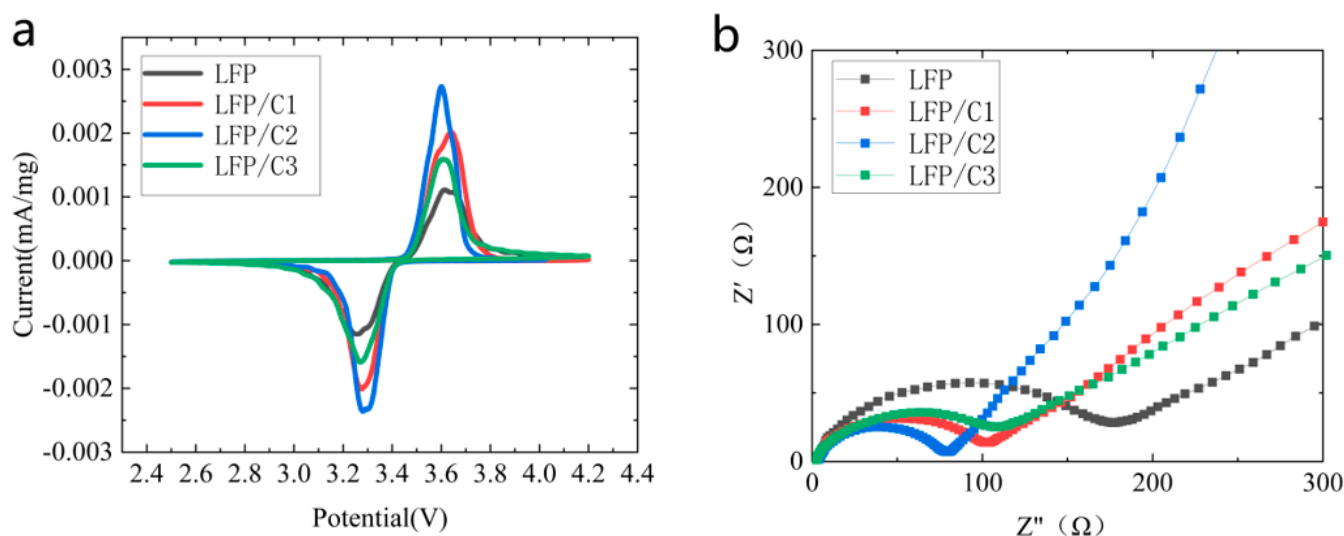 a
Current(mA/mg)
0.003
0.002
0.001
0.000
-0.001
-0.002
-0.003
LFP
LFP/C1
LFP/C2
LFP/C3
2.4 2.6 3.0 3.2 3.4 3.6 3.8 4.0 4.2 4.4
Potential(V)
b
Z'（Ω）
300
200
100
0
LFP
LFP/C1
LFP/C2
LFP/C3
0 100 200 300
Z"（Ω）